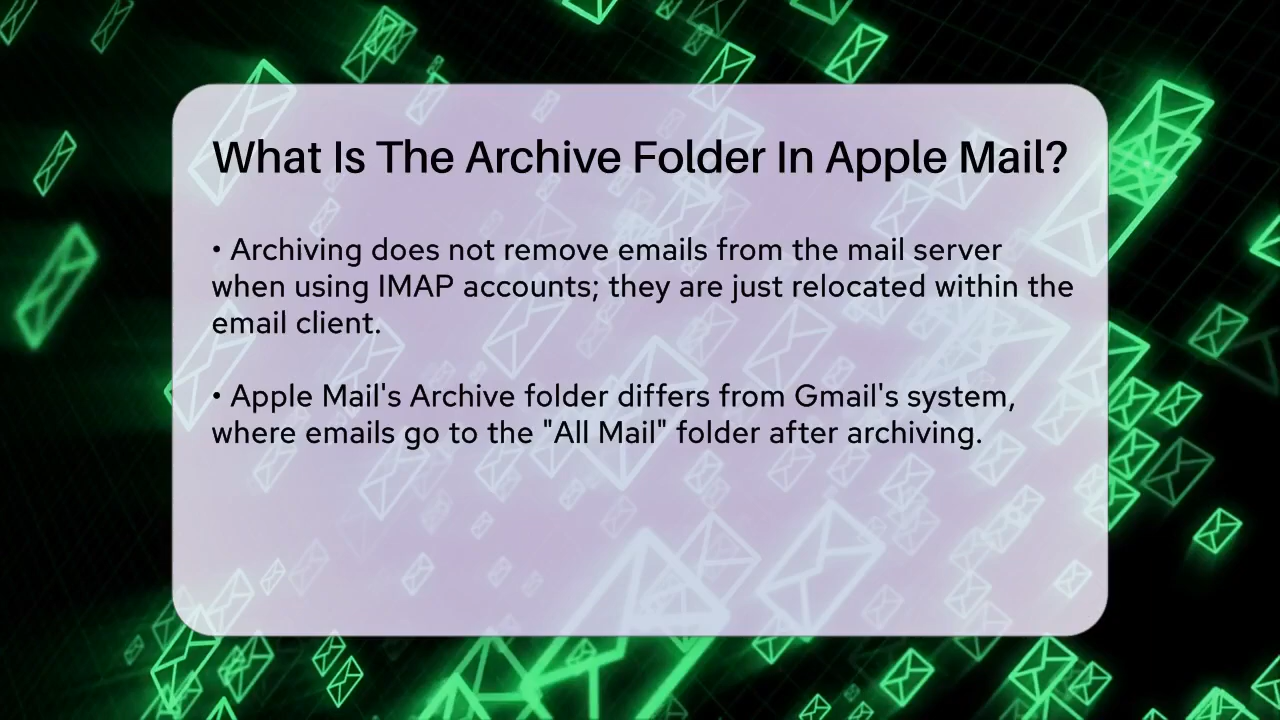 What Is The Archive Folder In Apple Mail?
• Archiving does not remove emails from the mail server
when using IMAP accounts; they are just relocated within the
email client.
• Apple Mail's Archive folder differs from Gmail's system,
where emails go to the "All Mail" folder after archiving.